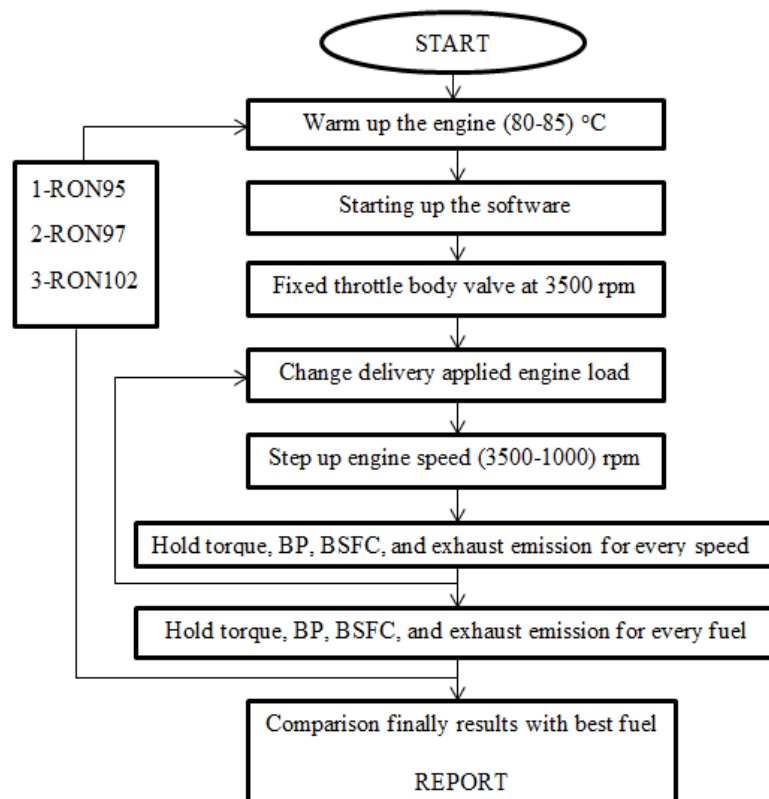 START
Warm up the engine (80-85) °C
1-RON95
2-RON97
3-RON102
Starting up the software
Fixed throttle body valve at 3500 rpm
Change delivery applied engine load
Step up engine speed (3500-1000) rpm
Hold torque, BP, BSFC, and exhaust emission for every speed
Hold torque, BP, BSFC, and exhaust emission for every fuel
Comparison finally results with best fuel
REPORT